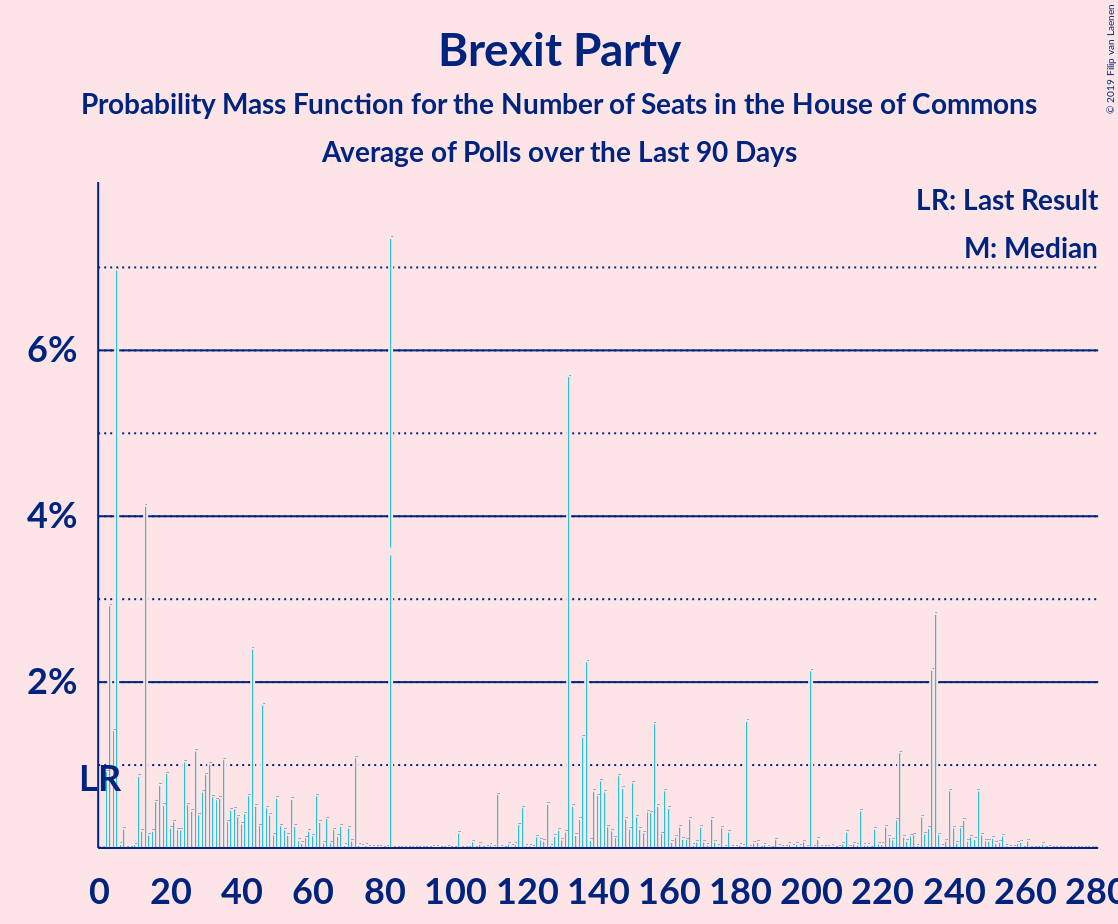 Brexit Party
Probability Mass Function for the Number of Seats in the House of Commons
Average of Polls over the Last 90 Days
© 2019 Filip van Laenen
LR: Last Result
M: Median
6%
4%
2%
LR
0 20 40 60 80 100 120 140 160 180 200 220 240 260 280